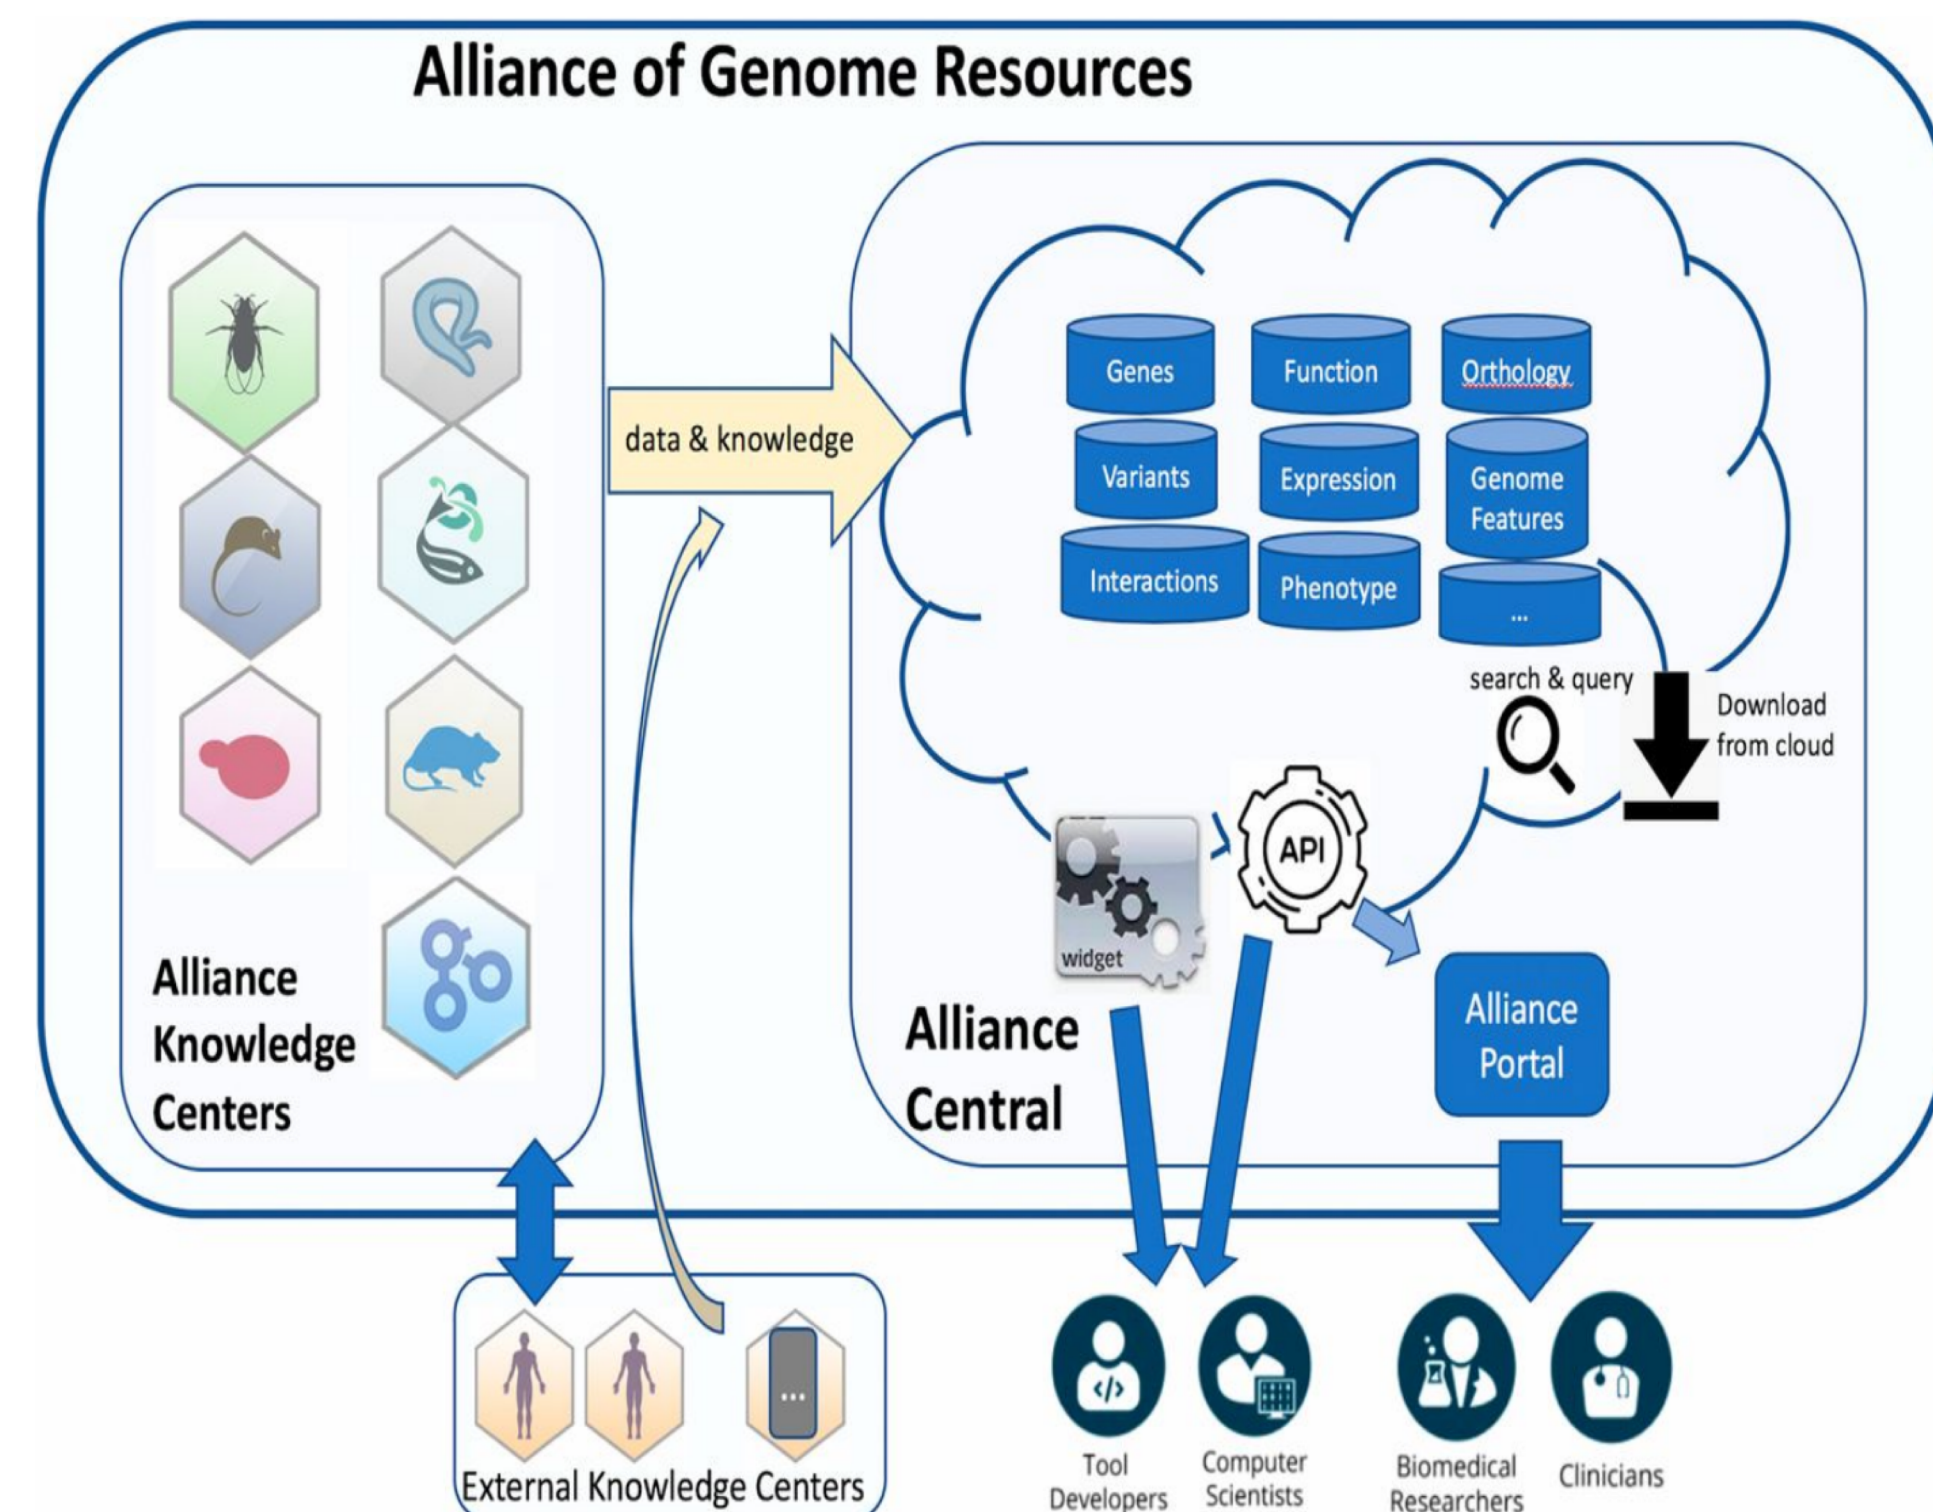 Alliance of Genome Resources
data & knowledge
Genes
Function
Orthology
Variants
Expression
Genome
Features
Interactions
Phenotype
...
search & query
Download
from cloud
API
widget
Alliance
Knowledge
Centers
Alliance
Central
Alliance
Portal
...
External Knowledge Centers
</>
Tool
Developers
Computer
Scientists
Biomedical
Researchers
Clinicians